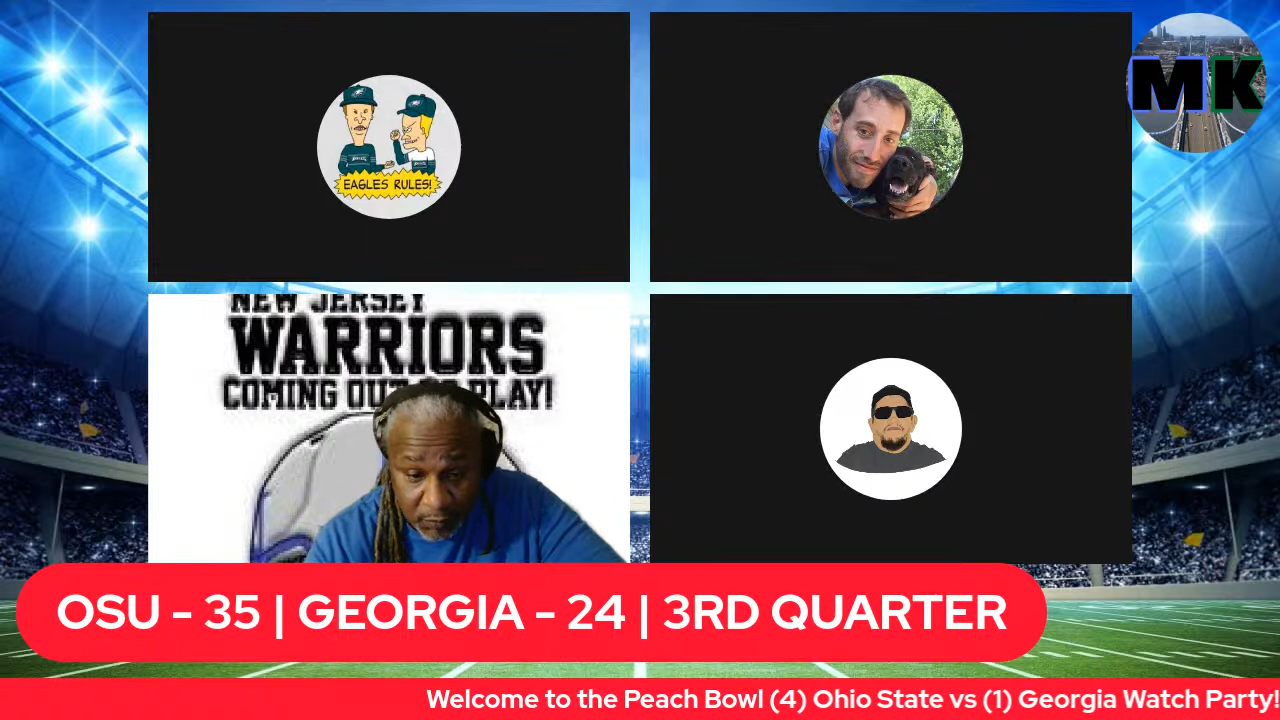 EAGLES RULES!
MK
NEW JERSEY
WARRIORS
COMING OUT PLAY!
OSU - 35 | GEORGIA - 24 | 3RD QUARTER
Welcome to the Peach Bowl (4) Ohio State vs (1) Georgia Watch Party!